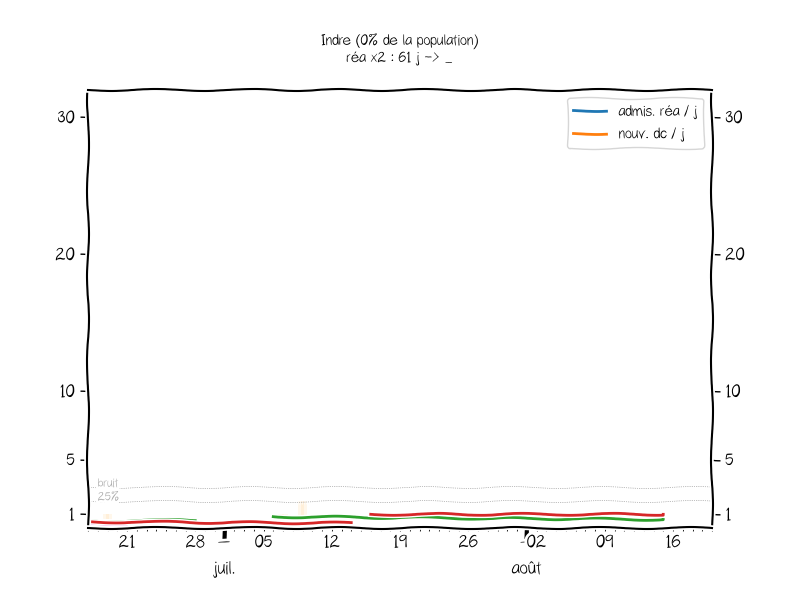 Indre (0% de la population)
réa x2 : 61 j -> _
admis. réa / j
nouv. dc / j
30
30
20
20
10
10
5
5
bruit
25%
1
1
21 28 05 12 19 26 02 09 16
juil. août